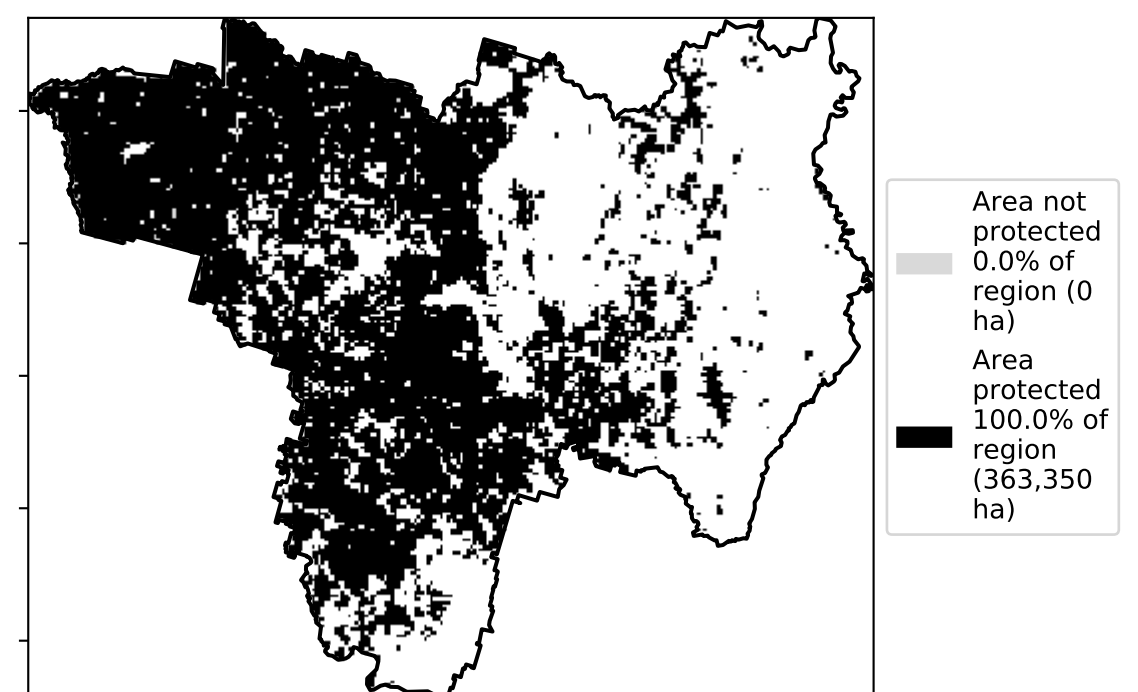 Area not
protected
0.0% of
region (0
ha)
Area
protected
100.0% of
region
(363,350
ha)